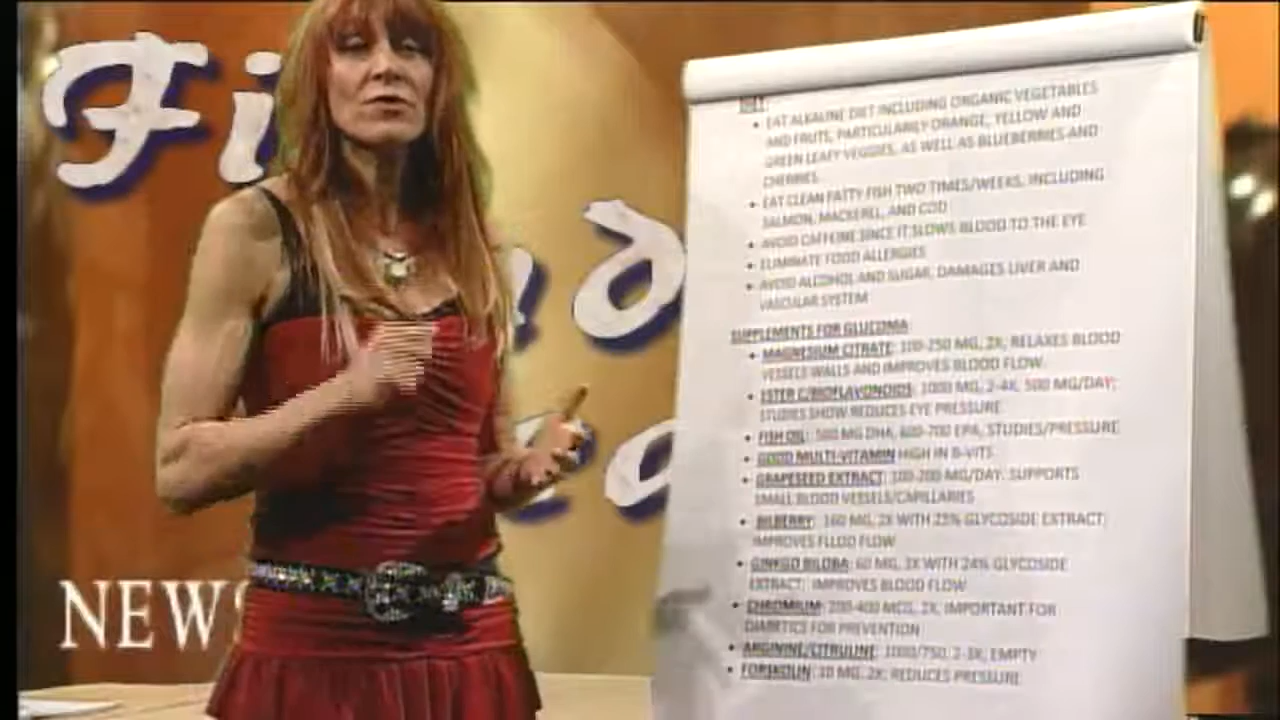 Fi
nd
eo
NEWS
DIET:
• EAT ALKALINE DIET INCLUDING ORGANIC VEGETABLES
AND FRUTE, PARTICULARILY ORANGE, YELLOW AND
GREEN LEAFY VEGGIES, AS WELL AS BLUEBERRIES AND
CHERRIES
• EAT CLEAN FATTY FISH TWO TIMES/WEEKS, INCLUDING
SALMON, MACKEREL, AND COD
• AVOID CAFFEINE SINCE IT SLOWS BLOOD TO THE EYE
• ELIMINATE FOOD ALLERGIES
• AVOID ALCOHOL AND SUGAR, DAMAGES LIVER AND
VASCULAR SYSTEM
SUPPLEMENTS FOR GLUCOMA:
• MAGNESIUM CITRATE: 100-250 MG, 2X, RELAXES BLOOD
VESSELS WALLS AND IMPROVES BLOOD FLOW
• ESTER C/BIOFLAVONOIDS: 1000 MG, 2-4X, 500 MG/DAY;
STUDIES SHOW REDUCES EYE PRESSURE
• FISH OIL: 500 MG DHA, 600-700 EPA, STUDIES/PRESSURE
• GOOD MULTI-VITAMIN HIGH IN B-VITS
• GRAPESEED EXTRACT: 100-200 MG/DAY. SUPPORTS
SMALL BLOOD VESSELS/CAPILLARIES
• BILBERRY: 160 MG, 2X WITH 25% GLYCOSIDE EXTRACT;
IMPROVES FLLOD FLOW
• GINKGO BILOBA: 60 MG, 3X WITH 24% GLYCOSIDE
EXTRACT; IMPROVES BLOOD FLOW
• CHROMIUM: 200-400 MCG, 2X, IMPORTANT FOR
DIABETICS FOR PREVENTION
• ARGININE/CITRULINE: 1000/750, 2-3X, EMPTY
• FORSKOLIN: 10 MG, 2X; REDUCES PRESSURE